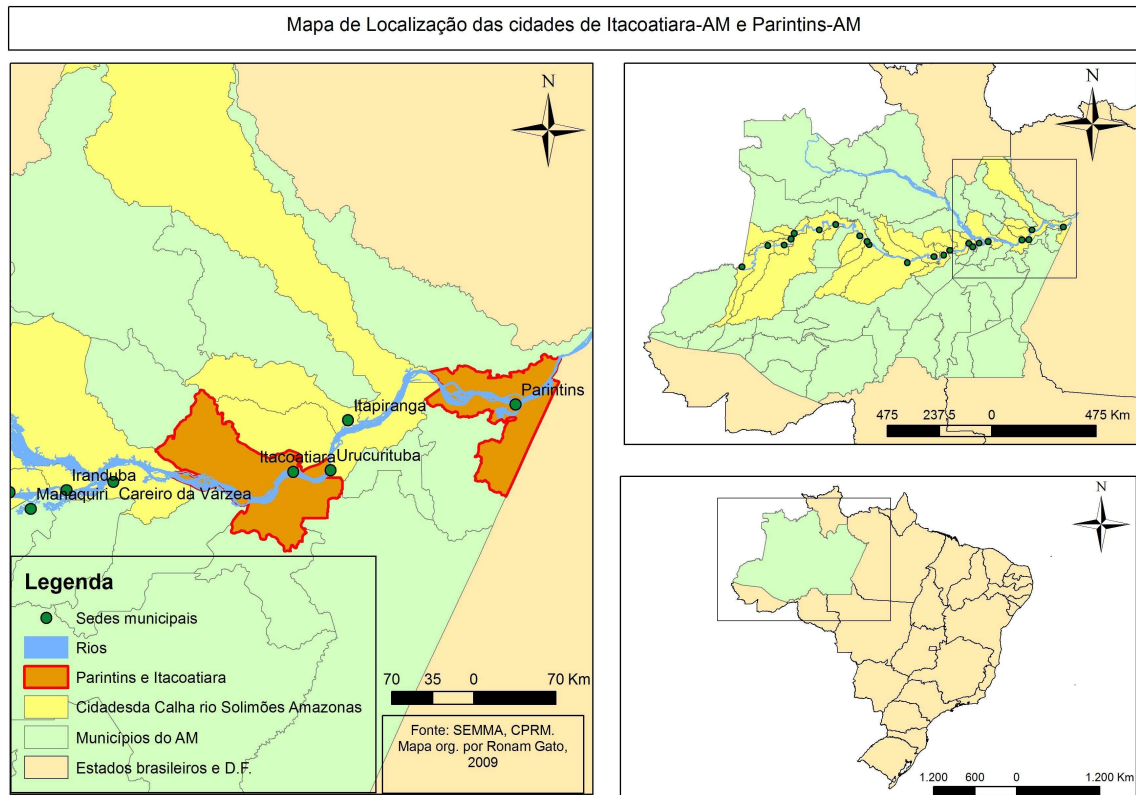 Mapa de Localização das cidades de Itacoatiara-AM e Parintins-AM
N
Parintins
Itapiranga
Itacoatiara
Urucurituba
Iranduba
Manaquiri
Careiro da Várzea
Legenda
Sedes municipais
Rios
Parintins e Itacoatiara
Cidadesda Calha rio Solimões Amazonas
Municípios do AM
Estados brasileiros e D.F.
70 35 0 70 Km
Fonte: SEMMA, CPRM.
Mapa org. por Ronam Gato,
2009
N
475 237,5 0 475 Km
N
1.200 600 0 1.200 Km